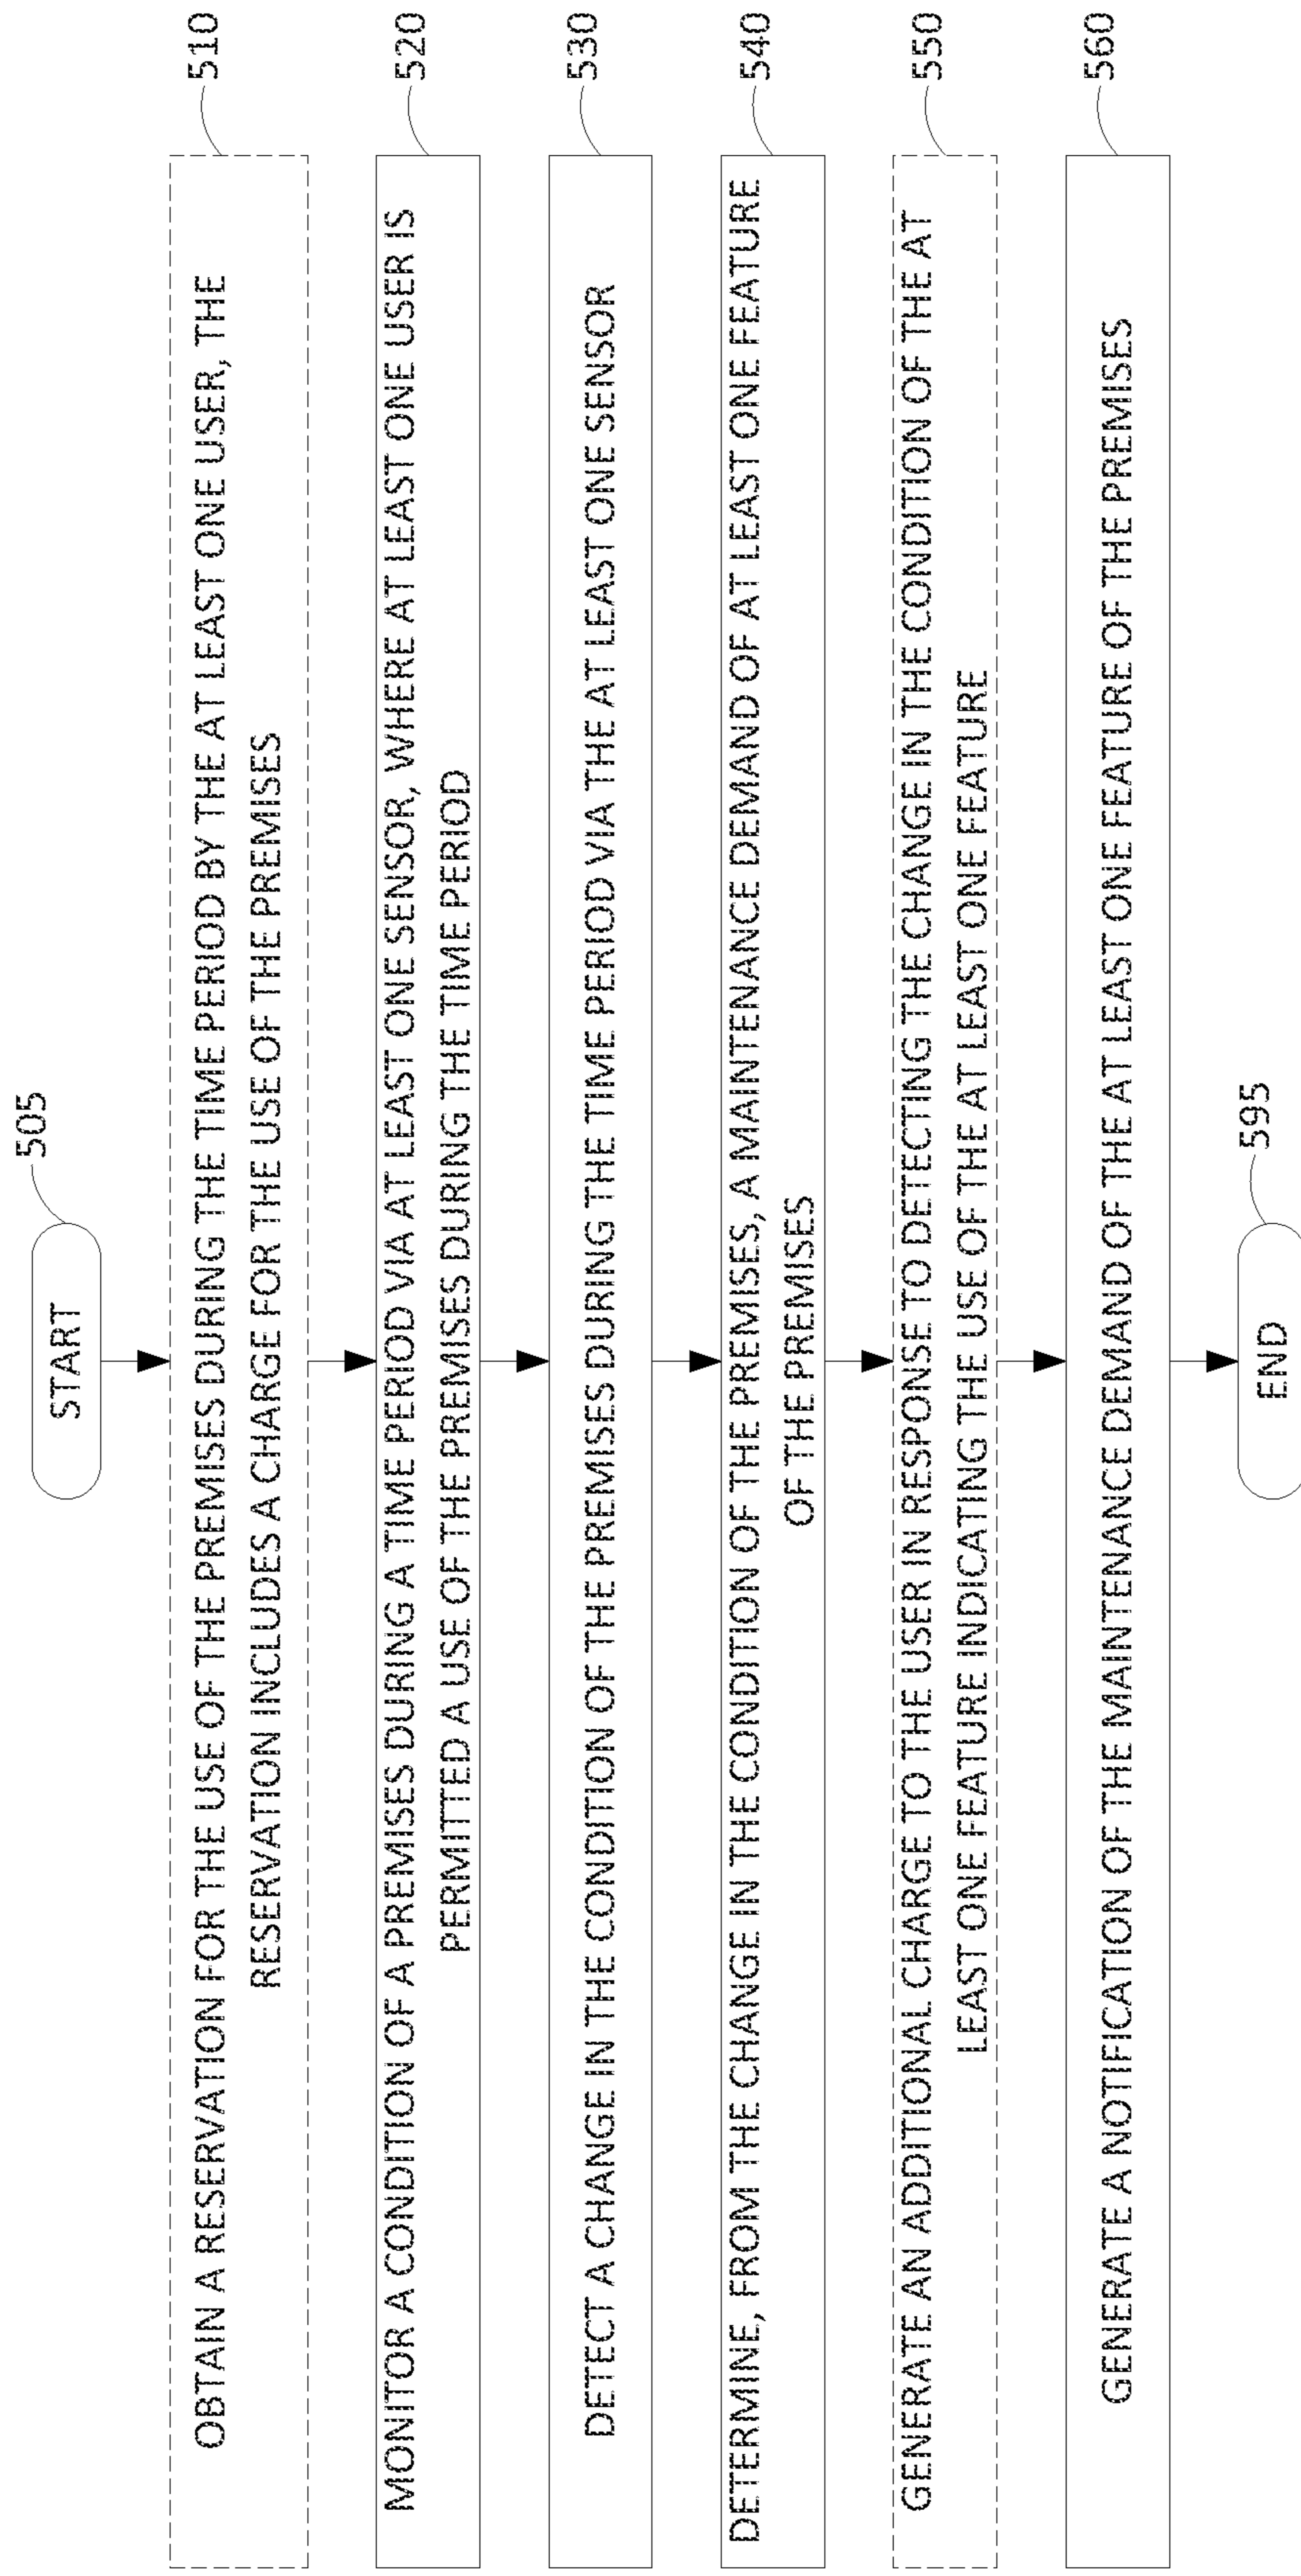 505
START
510
OBTAIN A RESERVATION FOR THE USE OF THE PREMISES DURING THE TIME PERIOD BY THE AT LEAST ONE USER, THE
RESERVATION INCLUDES A CHARGE FOR THE USE OF THE PREMISES
520
MONITOR A CONDITION OF A PREMISES DURING A TIME PERIOD VIA AT LEAST ONE SENSOR, WHERE AT LEAST ONE USER IS
PERMITTED A USE OF THE PREMISES DURING THE TIME PERIOD
530
DETECT A CHANGE IN THE CONDITION OF THE PREMISES DURING THE TIME PERIOD VIA THE AT LEAST ONE SENSOR
540
DETERMINE, FROM THE CHANGE IN THE CONDITION OF THE PREMISES, A MAINTENANCE DEMAND OF AT LEAST ONE FEATURE
OF THE PREMISES
550
GENERATE AN ADDITIONAL CHARGE TO THE USER IN RESPONSE TO DETECTING THE CHANGE IN THE CONDITION OF THE AT
LEAST ONE FEATURE INDICATING THE USE OF THE AT LEAST ONE FEATURE
560
GENERATE A NOTIFICATION OF THE MAINTENANCE DEMAND OF THE AT LEAST ONE FEATURE OF THE PREMISES
595
END